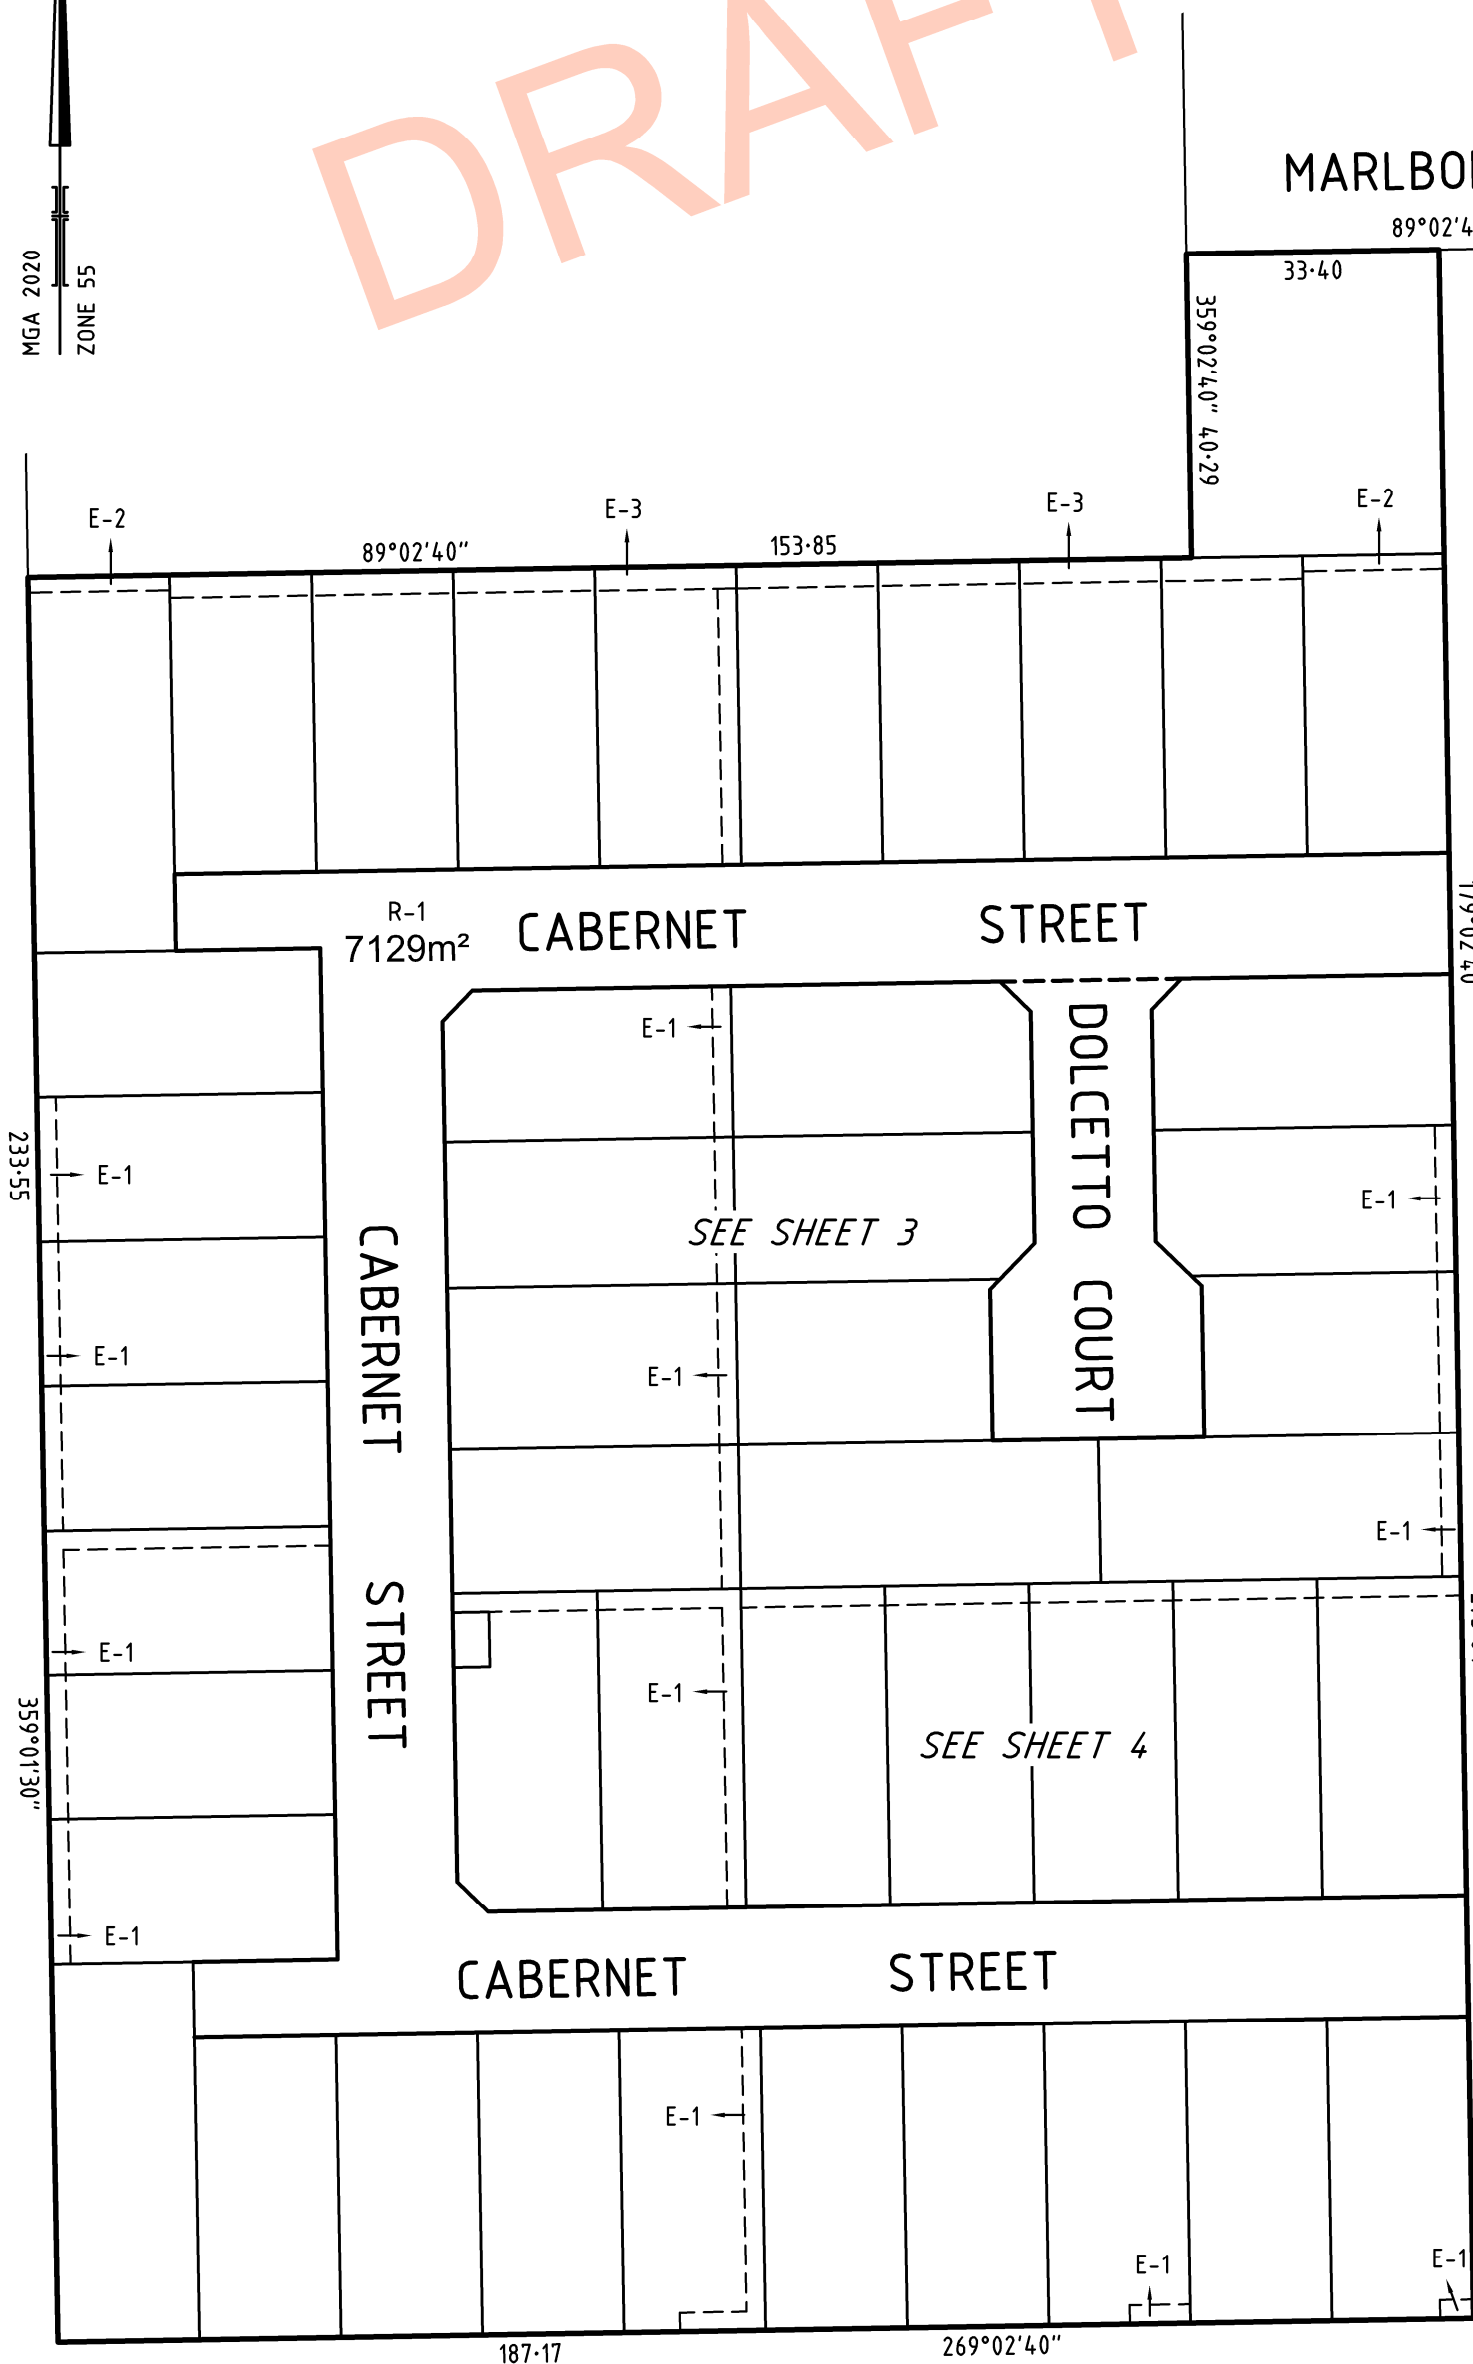 DRAFT
MGA 2020
ZONE 55
89°02'4
33·40
359°02'40" 40·29
E-2
E-3
E-3
E-2
89°02'40"
153·85
R-1
7129m²
CABERNET STREET
179°02'40
E-1
DOLCETTO COURT
E-1
E-1
SEE SHEET 3
233·55
E-1
E-1
CABERNET STREET
E-1
E-1
E-1
SEE SHEET 4
359°01'30"
E-1
CABERNET STREET
E-1
E-1
E-1
187·17
269°02'40"